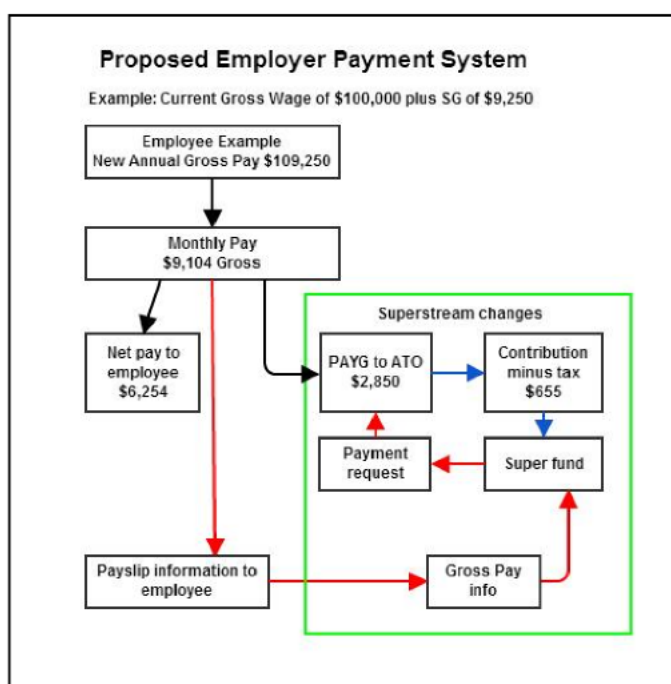 Proposed Employer Payment System
Example: Current Gross Wage of $100,000 plus SG of $9,250
Employee Example
New Annual Gross Pay $109,250
Monthly Pay
$9,104 Gross
Superstream changes
Net pay to
employee
$6,254
PAYG to ATO
$2,850
Contribution
minus tax
$655
Payment
request
Super fund
Payslip information to
employee
Gross Pay
info